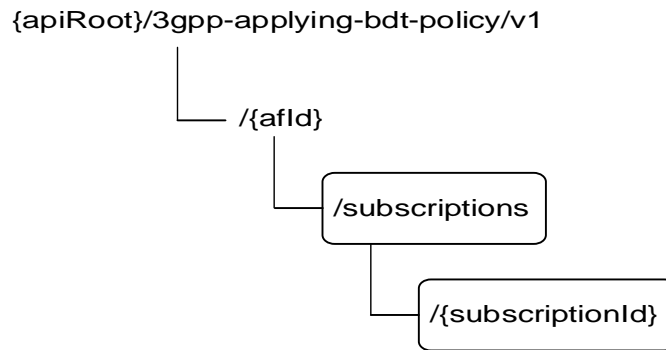 {apiRoot}/3gpp-applying-bdt-policy/v1
/{afId}
/subscriptions
/{subscriptionId}